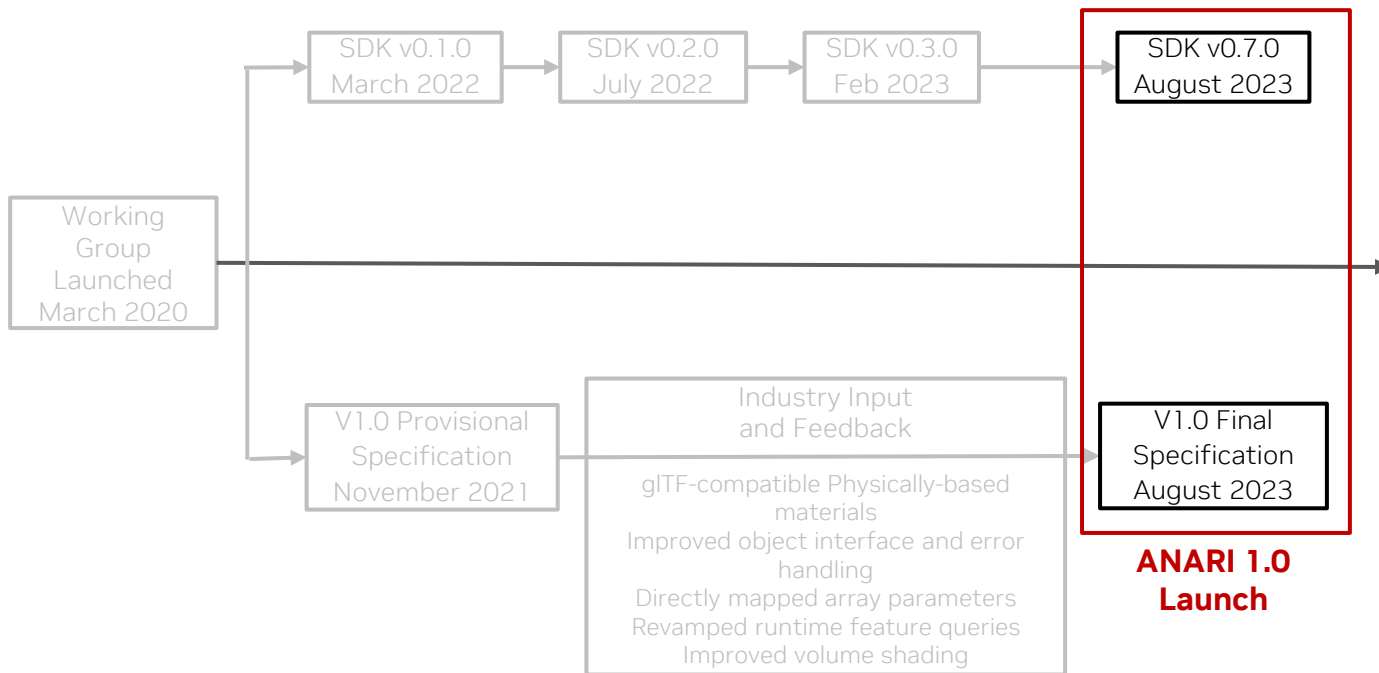 SDK v0.1.0
March 2022
SDK v0.2.0
July 2022
SDK v0.3.0
Feb 2023
SDK v0.7.0
August 2023
Working
Group
Launched
March 2020
V1.0 Provisional
Specification
November 2021
Industry Input
and Feedback
glTF-compatible Physically-based
materials
Improved object interface and error
handling
Directly mapped array parameters
Revamped runtime feature queries
Improved volume shading
V1.0 Final
Specification
August 2023
ANARI 1.0
Launch